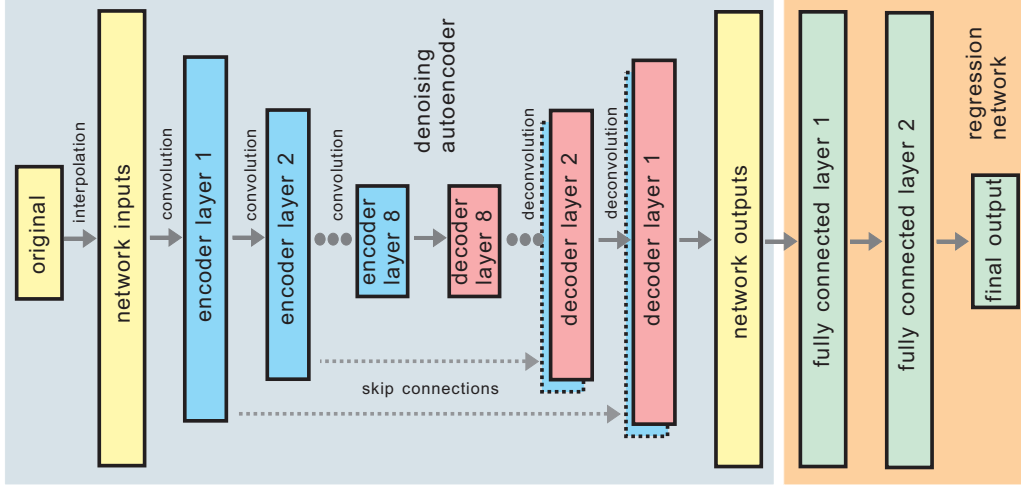 original
interpolation
network inputs
convolution
encoder layer 1
convolution
encoder layer 2
convolution
encoder
layer 8
denoising
autoencoder
decoder
layer 8
deconvolution
decoder layer 2
deconvolution
decoder layer 1
skip connections
network outputs
fully connected layer 1
fully connected layer 2
regression
network
final output